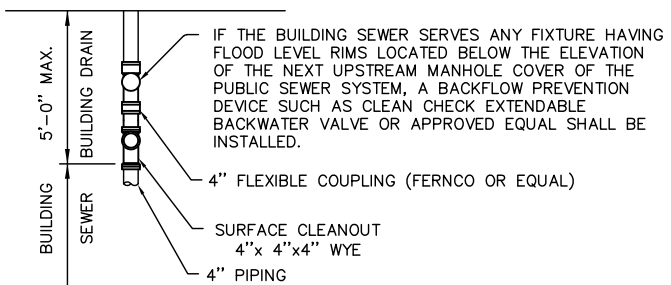 IF THE BUILDING SEWER SERVES ANY FIXTURE HAVING
FLOOD LEVEL RIMS LOCATED BELOW THE ELEVATION
OF THE NEXT UPSTREAM MANHOLE COVER OF THE
PUBLIC SEWER SYSTEM, A BACKFLOW PREVENTION
DEVICE SUCH AS CLEAN CHECK EXTENDABLE
BACKWATER VALVE OR APPROVED EQUAL SHALL BE
INSTALLED.
5'-0" MAX.
BUILDING DRAIN
4" FLEXIBLE COUPLING (FERNCO OR EQUAL)
BUILDING
SEWER
SURFACE CLEANOUT
4"x 4"x4" WYE
4" PIPING